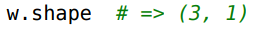 w.shape  # => (3, 1)